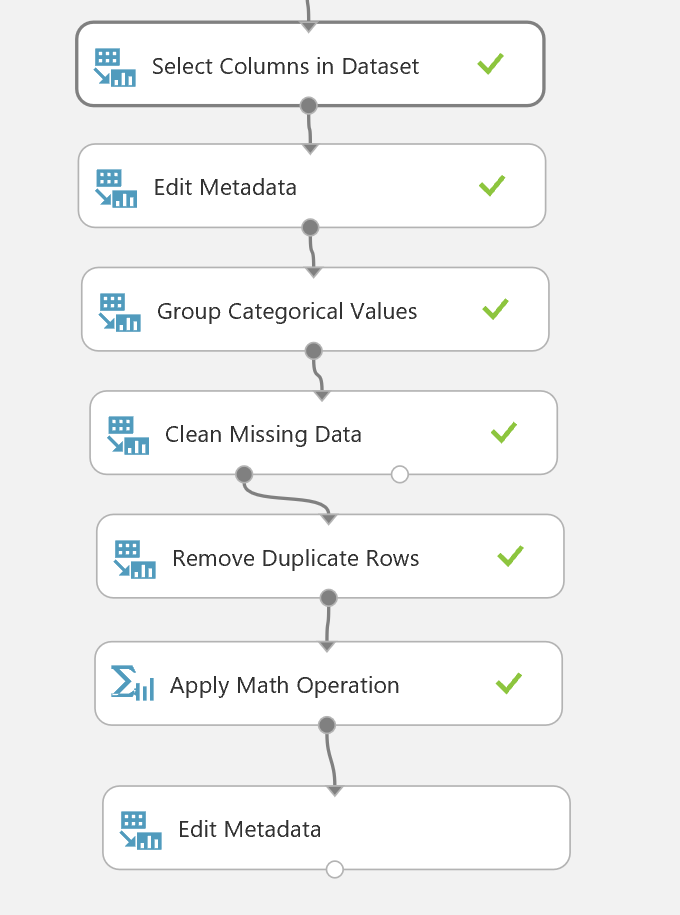 Select Columns in Dataset
Edit Metadata
Group Categorical Values
Clean Missing Data
Remove Duplicate Rows
Apply Math Operation
Edit Metadata